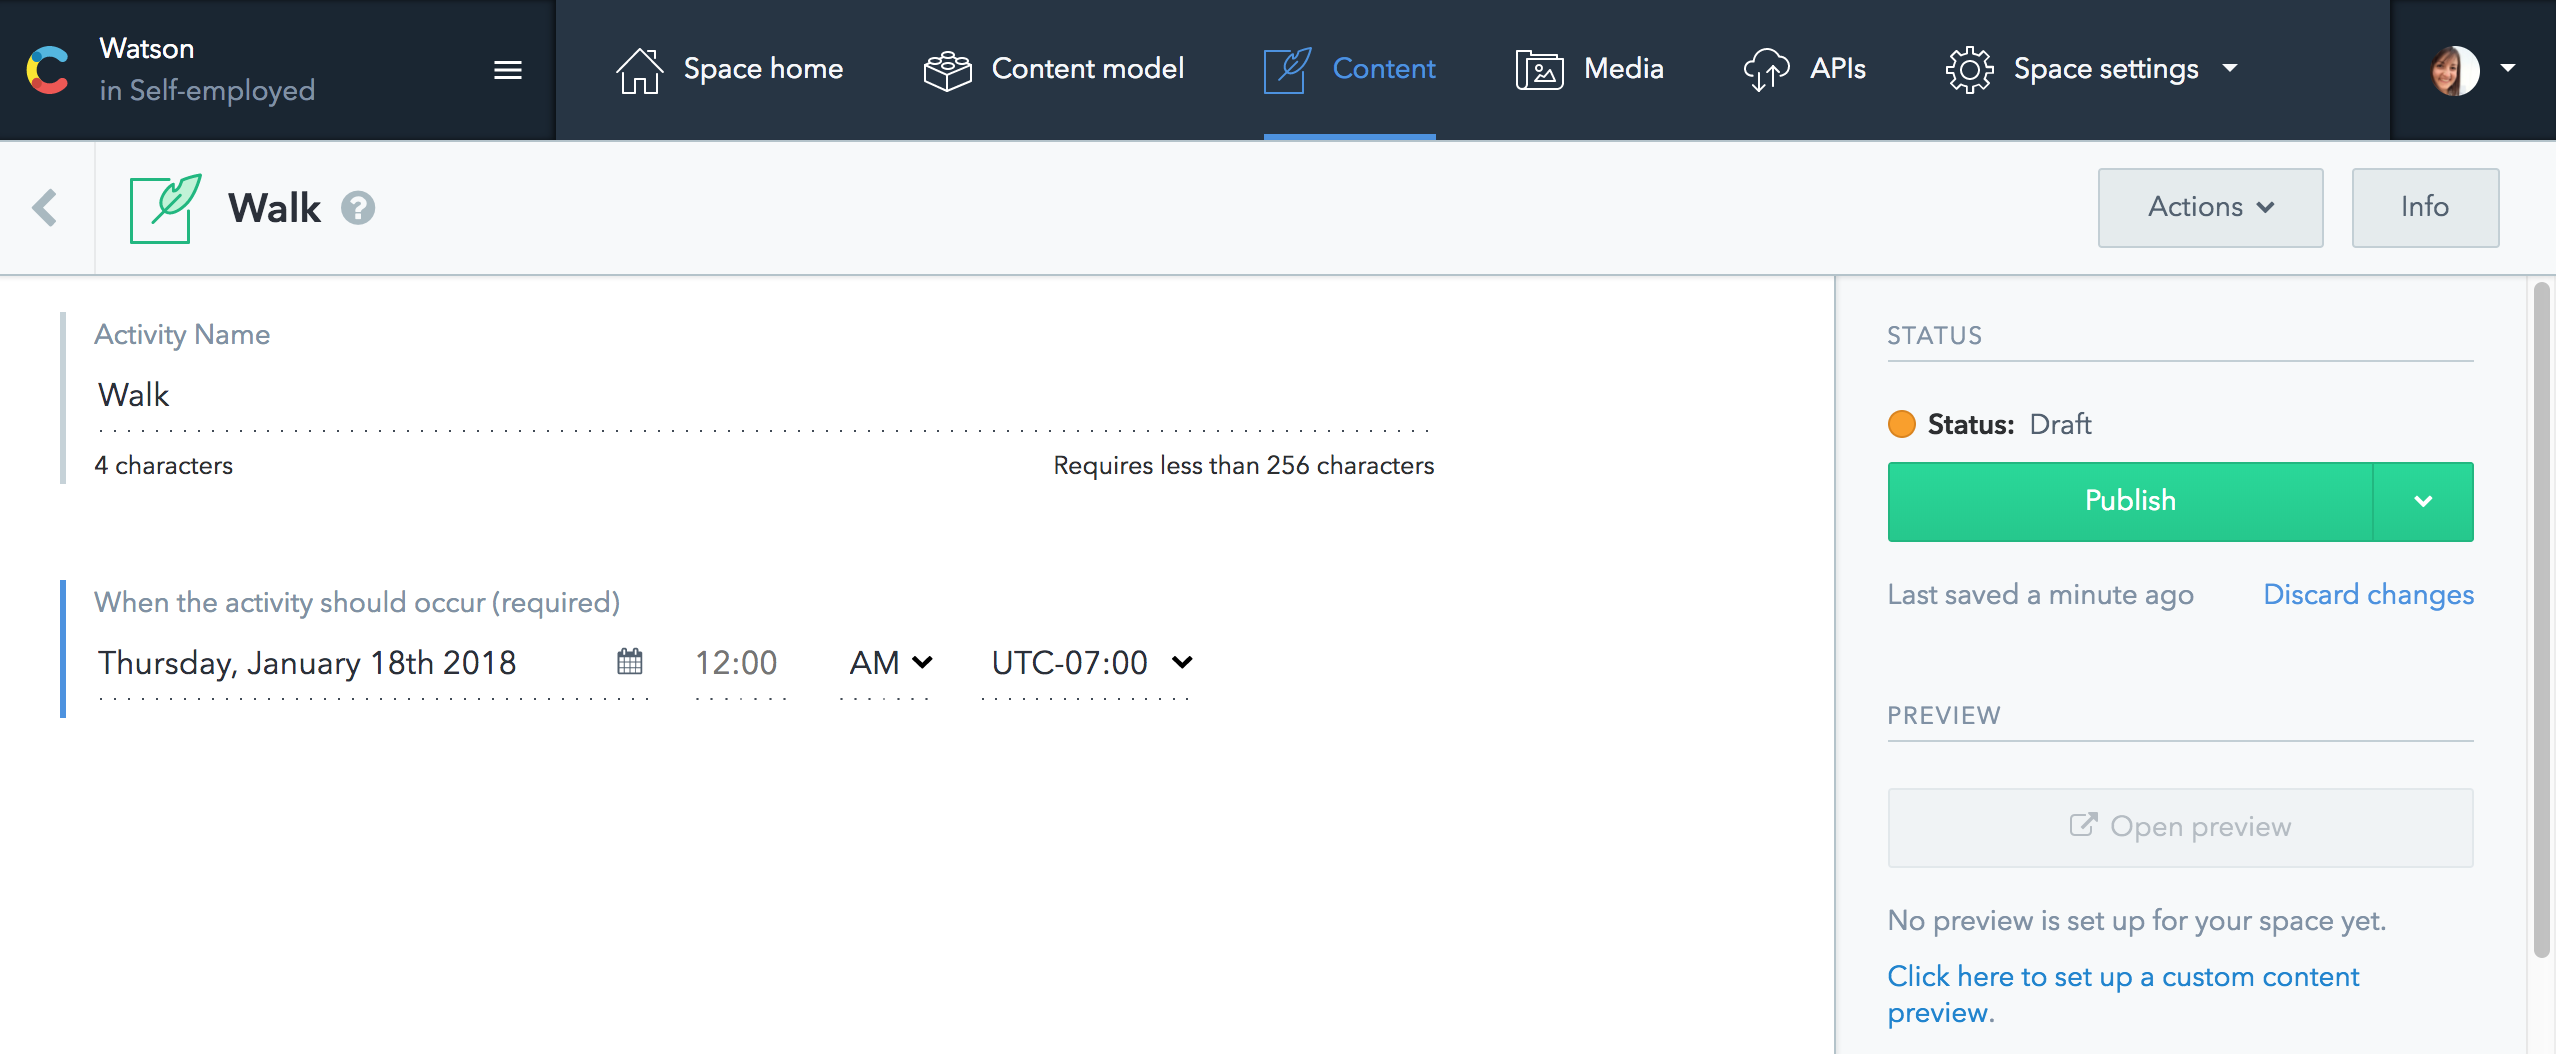 Watson
in Self-employed
Space home
Content model
Content
Media
APIs
Space settings
Walk ?
Actions
Info
Activity Name
Walk
4 characters
Requires less than 256 characters
When the activity should occur (required)
Thursday, January 18th 2018
12:00
AM
UTC-07:00
STATUS
Status: Draft
Publish
Last saved a minute ago
Discard changes
PREVIEW
Open preview
No preview is set up for your space yet.
Click here to set up a custom content
preview.